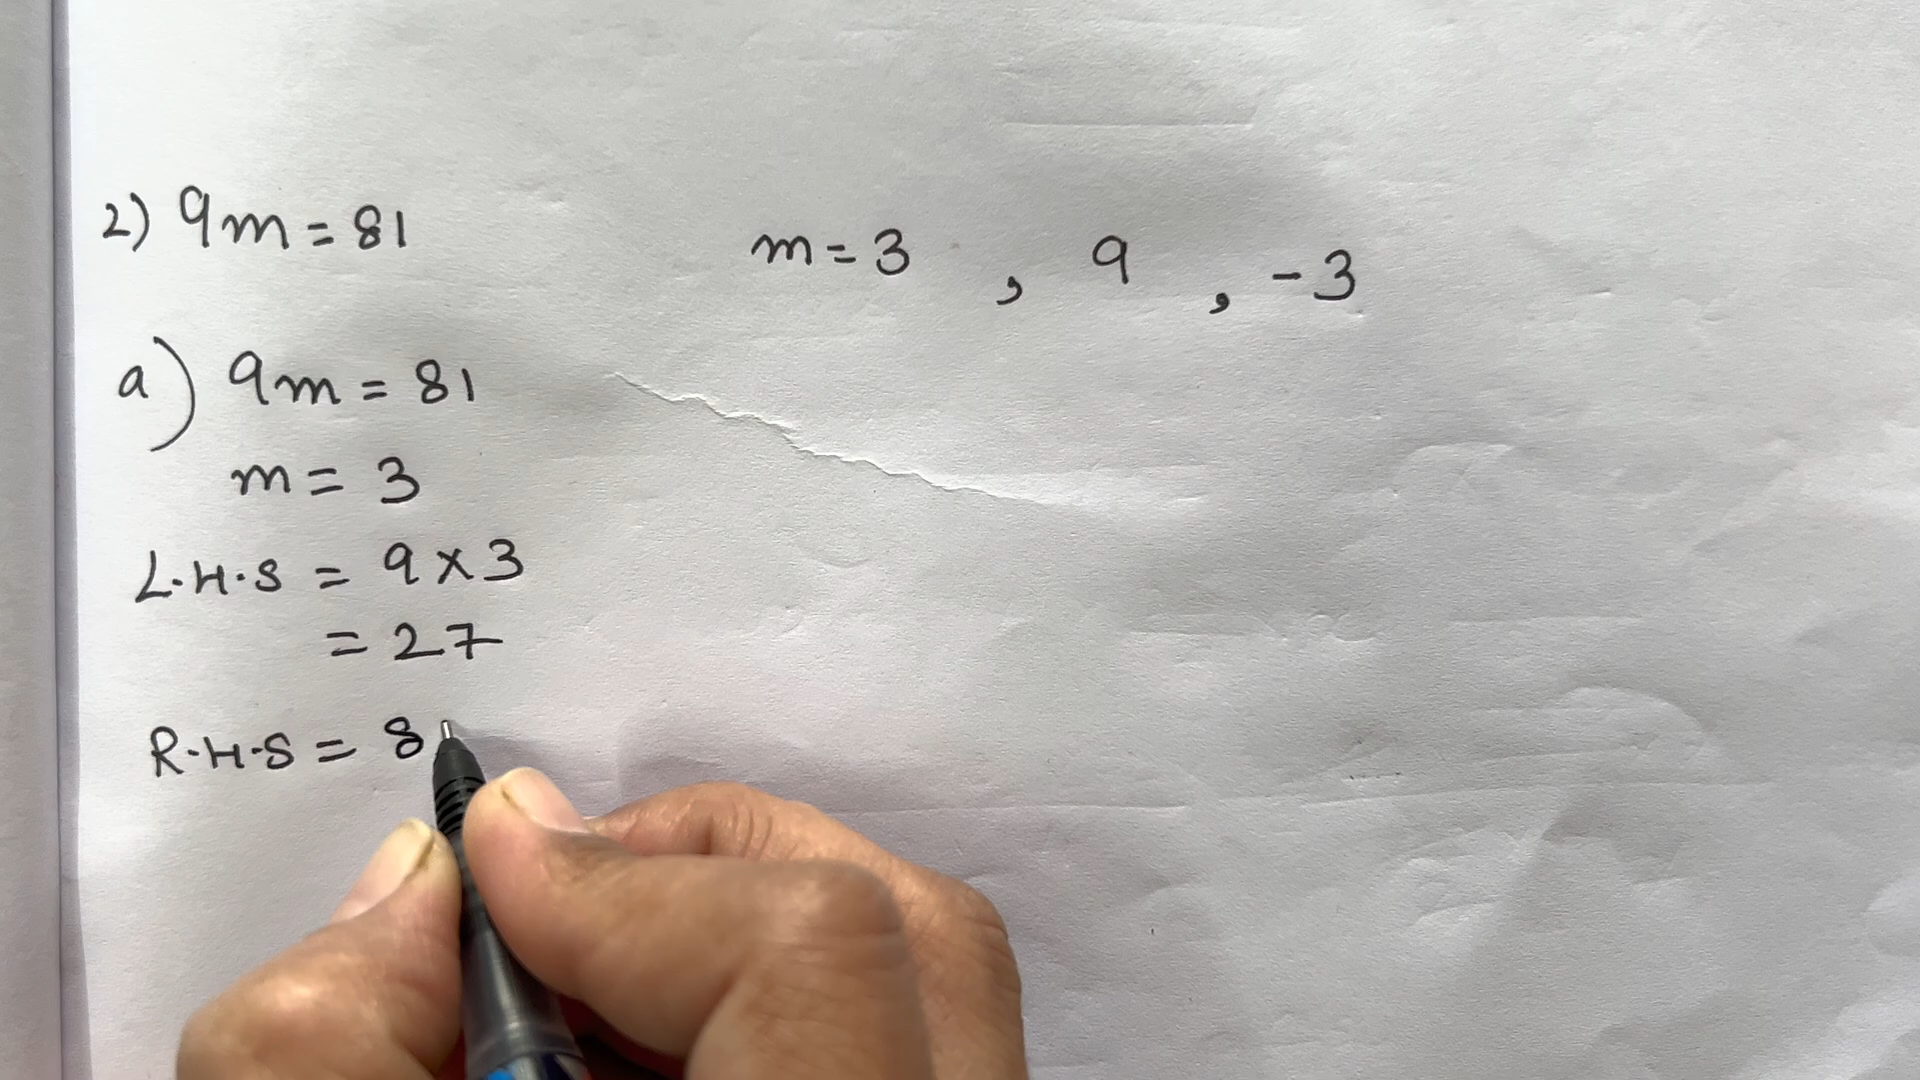 2) 9m = 81 m = 3 , 9 , - 3
a) 9m = 81
m = 3
L.H.S = 9 × 3
= 27
R.H.S = 8